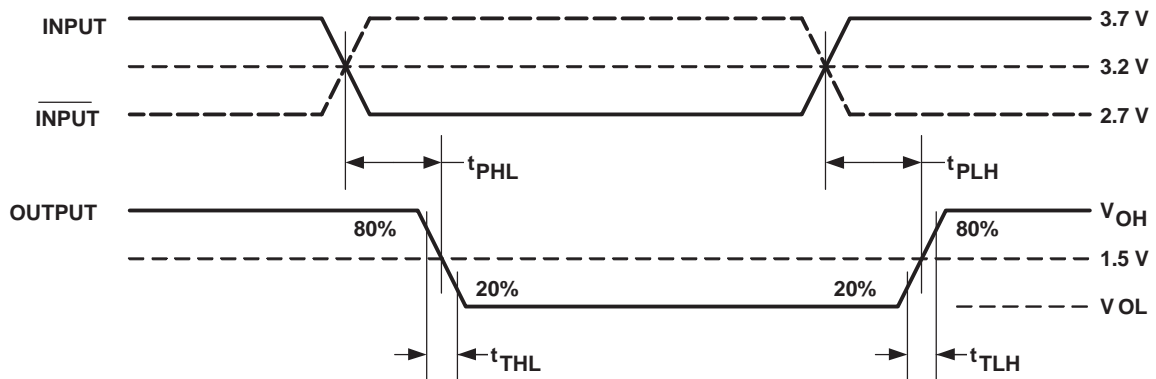 INPUT
3.7 V
3.2 V
INPUT
2.7 V
tPHL
tPLH
OUTPUT
VOH
80%
80%
1.5 V
20%
20%
V OL
tTHL
tTLH